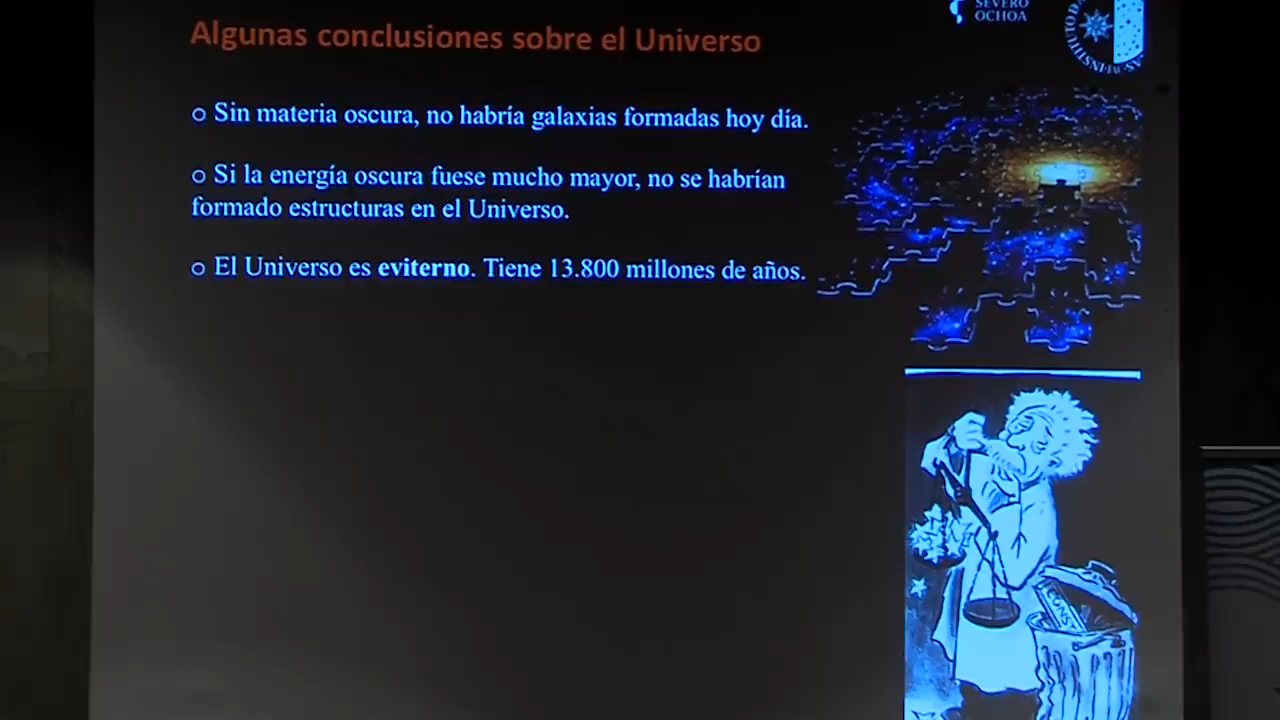 SEVERO
OCHOA
Algunas conclusiones sobre el Universo
○ Sin materia oscura, no habría galaxias formadas hoy día.
○ Si la energía oscura fuese mucho mayor, no se habrían
formado estructuras en el Universo.
○ El Universo es eviterno. Tiene 13.800 millones de años.
CONS